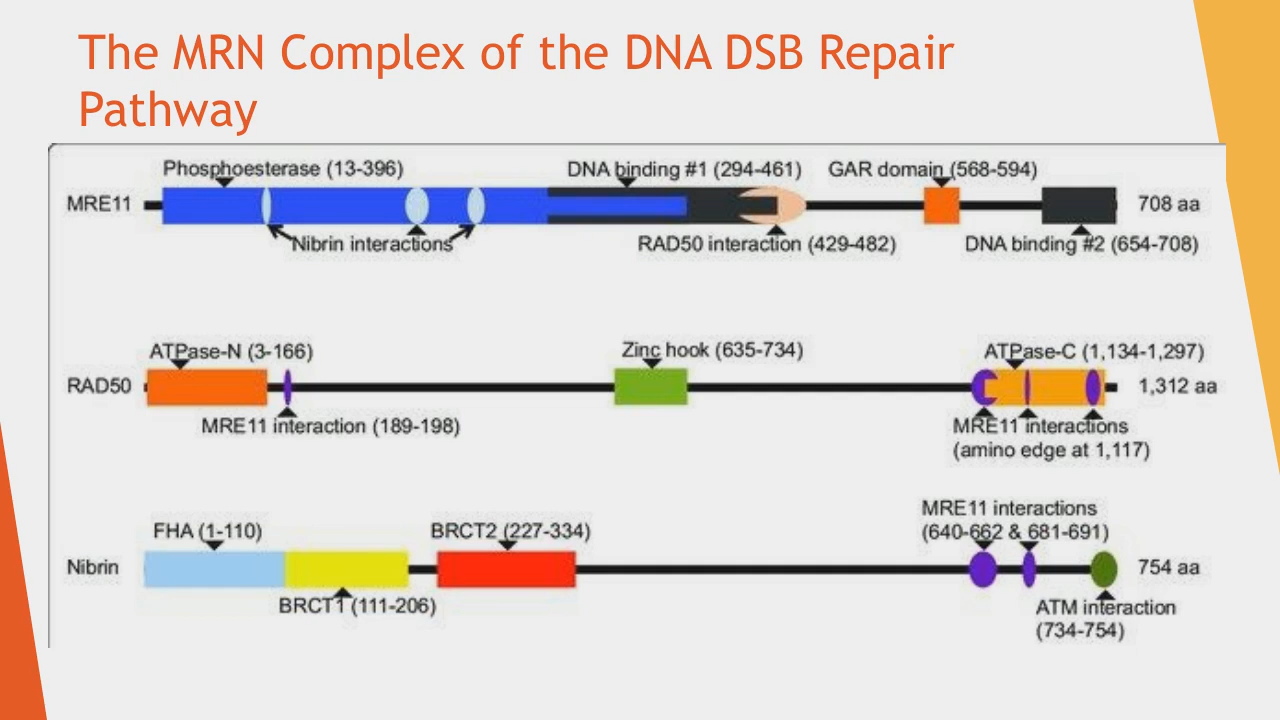 The MRN Complex of the DNA DSB Repair
Pathway
Phosphoesterase (13-396)
DNA binding #1 (294-461)
GAR domain (568-594)
MRE11
708 aa
Nibrin interactions
RAD50 interaction (429-482)
DNA binding #2 (654-708)
ATPase-N (3-166)
Zinc hook (635-734)
ATPase-C (1,134-1,297)
RAD50
1,312 aa
MRE11 interaction (189-198)
MRE11 interactions
(amino edge at 1,117)
MRE11 interactions
(640-662 & 681-691)
FHA (1-110)
BRCT2 (227-334)
Nibrin
754 aa
BRCT1 (111-206)
ATM interaction
(734-754)